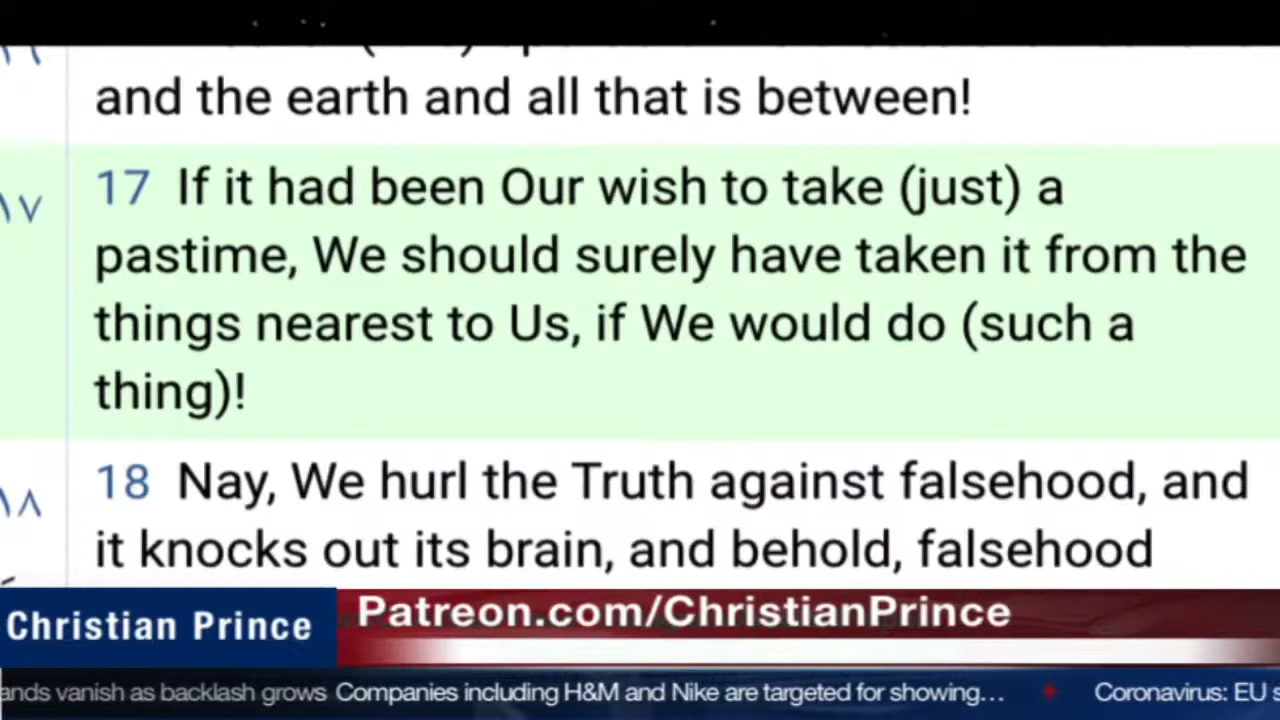 and the earth and all that is between!
١٧
17 If it had been Our wish to take (just) a
pastime, We should surely have taken it from the
things nearest to Us, if We would do (such a
thing)!
١٨
18 Nay, We hurl the Truth against falsehood, and
it knocks out its brain, and behold, falsehood
Christian Prince
Patreon.com/ChristianPrince
ands vanish as backlash grows Companies including H&M and Nike are targeted for showing… Coronavirus: EU s